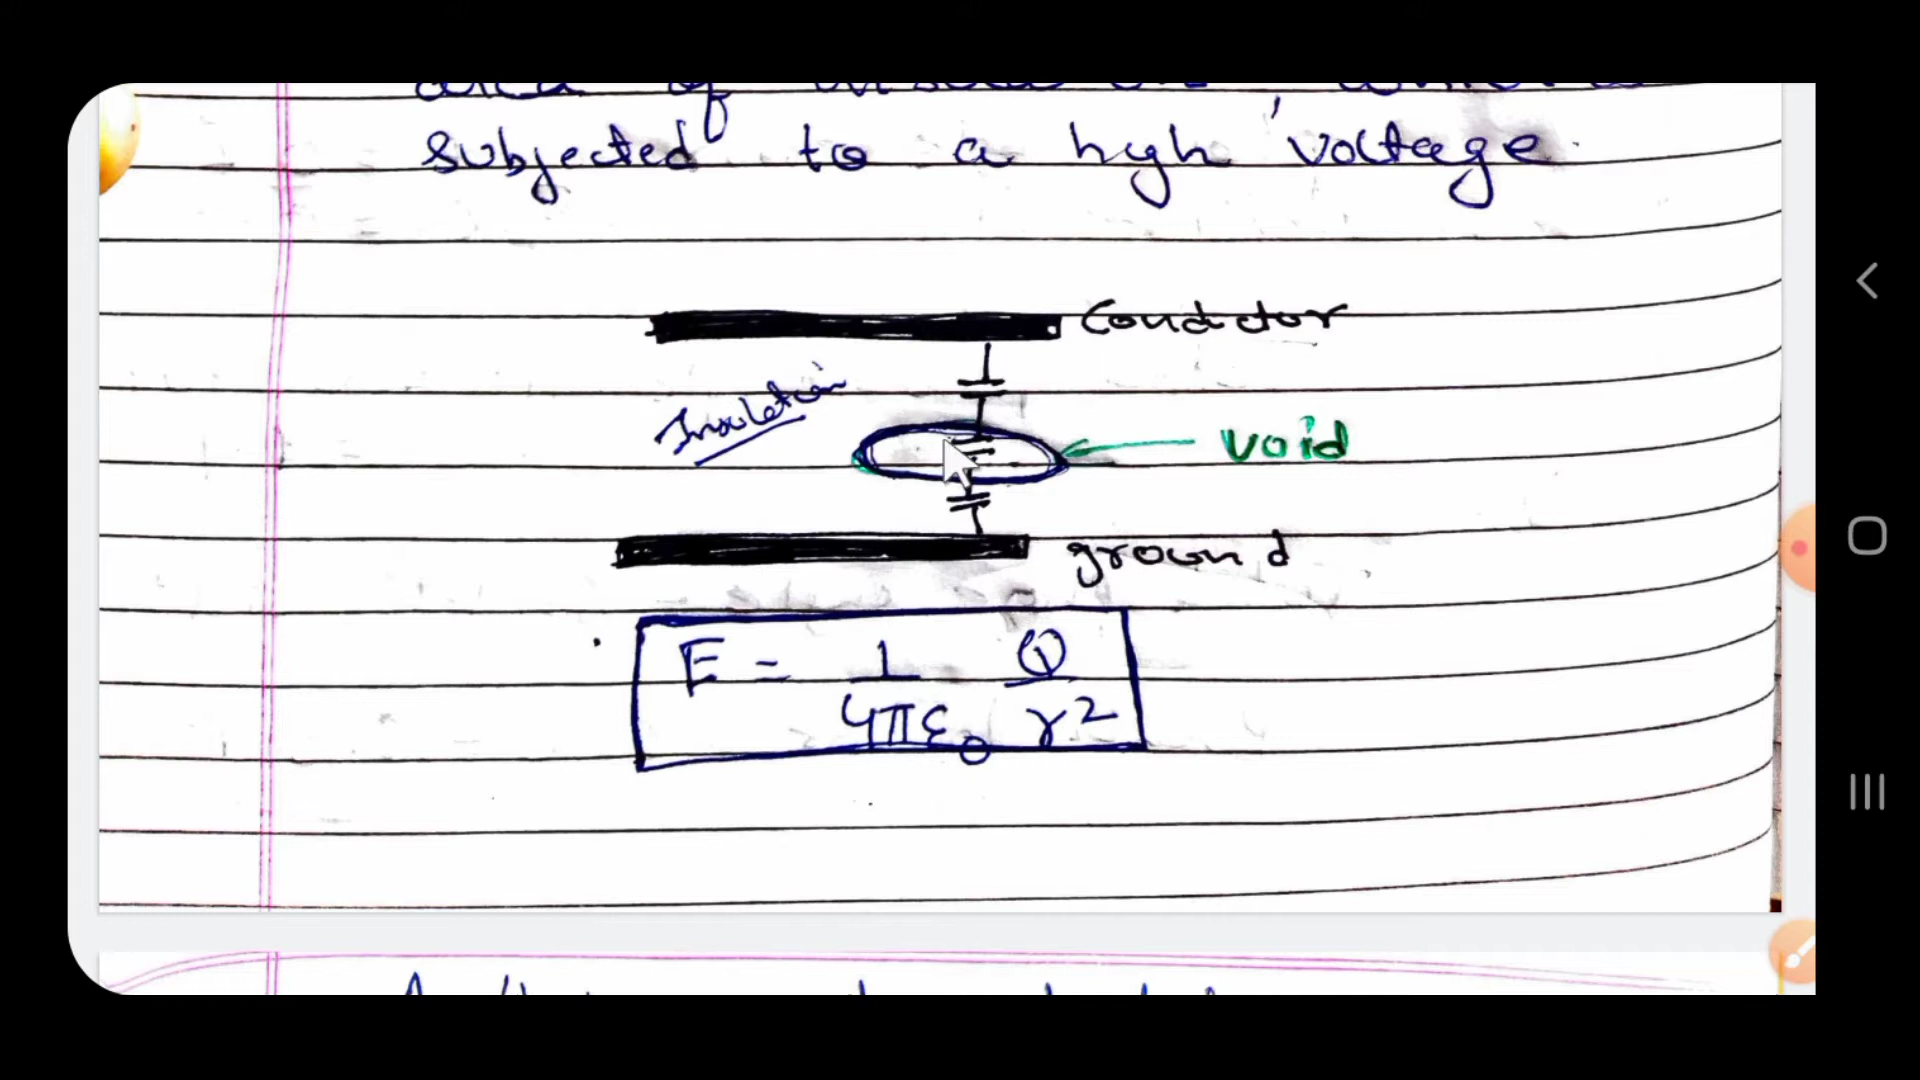 subjected to a high voltage.
Conductor
Insulation
Void
ground
E = 1/4πε₀ Q/r²